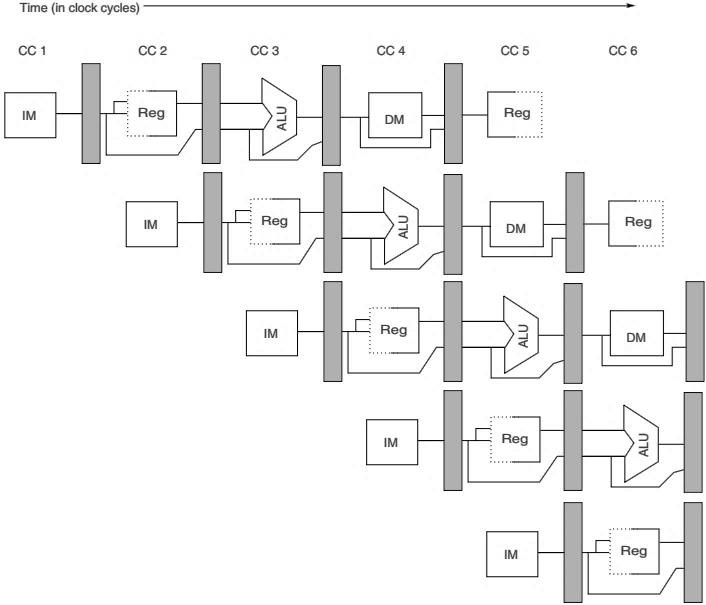 Time (in clock cycles)
CC 1 CC 2 CC 3 CC 4 CC 5 CC 6
IM Reg ALU DM Reg
IM Reg ALU DM Reg
IM Reg ALU DM
IM Reg ALU
IM Reg